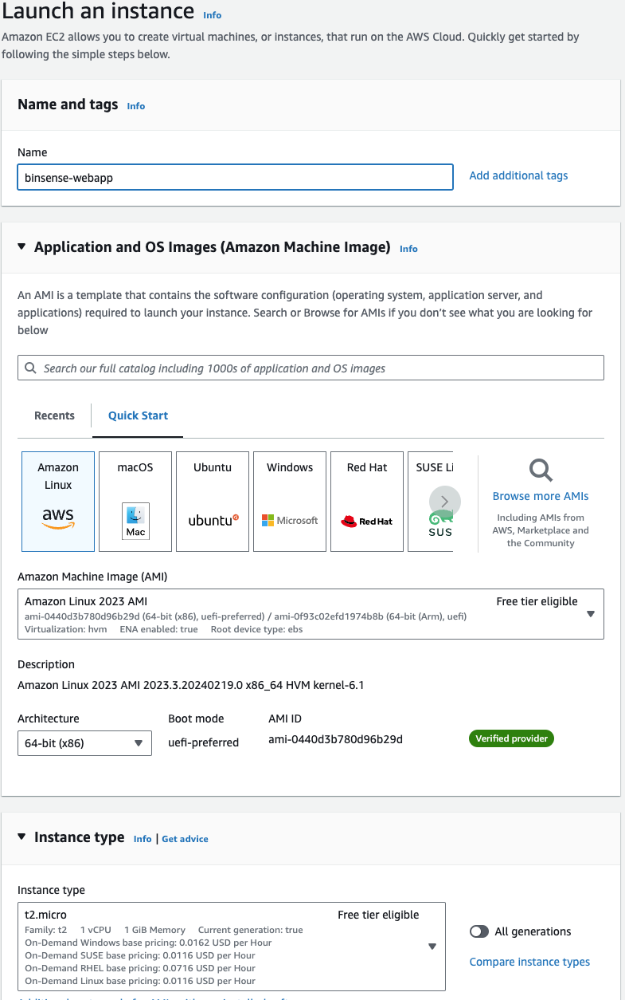 Launch an instance Info
Amazon EC2 allows you to create virtual machines, or instances, that run on the AWS Cloud. Quickly get started by
following the simple steps below.
Name and tags Info
Name
binsense-webapp
Add additional tags
Application and OS Images (Amazon Machine Image) Info
An AMI is a template that contains the software configuration (operating system, application server, and
applications) required to launch your instance. Search or Browse for AMIs if you don't see what you are looking for
below
Search our full catalog including 1000s of application and OS images
Recents
Quick Start
Amazon
Linux
aws
macOS
Mac
Ubuntu
ubuntu
Windows
Microsoft
Red Hat
Red Hat
SUSE Li
SUS
Browse more AMIs
Including AMIs from
AWS, Marketplace and
the Community
Amazon Machine Image (AMI)
Amazon Linux 2023 AMI
Free tier eligible
ami-0440d3b780d96b29d (64-bit (x86), uefi-preferred) / ami-0f93c02efd1974b8b (64-bit (Arm), uefi)
Virtualization: hvm ENA enabled: true Root device type: ebs
Description
Amazon Linux 2023 AMI 2023.3.20240219.0 x86_64 HVM kernel-6.1
Architecture
64-bit (x86)
Boot mode
uefi-preferred
AMI ID
ami-0440d3b780d96b29d
Verified provider
Instance type Info | Get advice
Instance type
t2.micro
Free tier eligible
Family: t2 1 vCPU 1 GiB Memory Current generation: true
On-Demand Windows base pricing: 0.0162 USD per Hour
On-Demand SUSE base pricing: 0.0116 USD per Hour
On-Demand RHEL base pricing: 0.0716 USD per Hour
On-Demand Linux base pricing: 0.0116 USD per Hour
All generations
Compare instance types